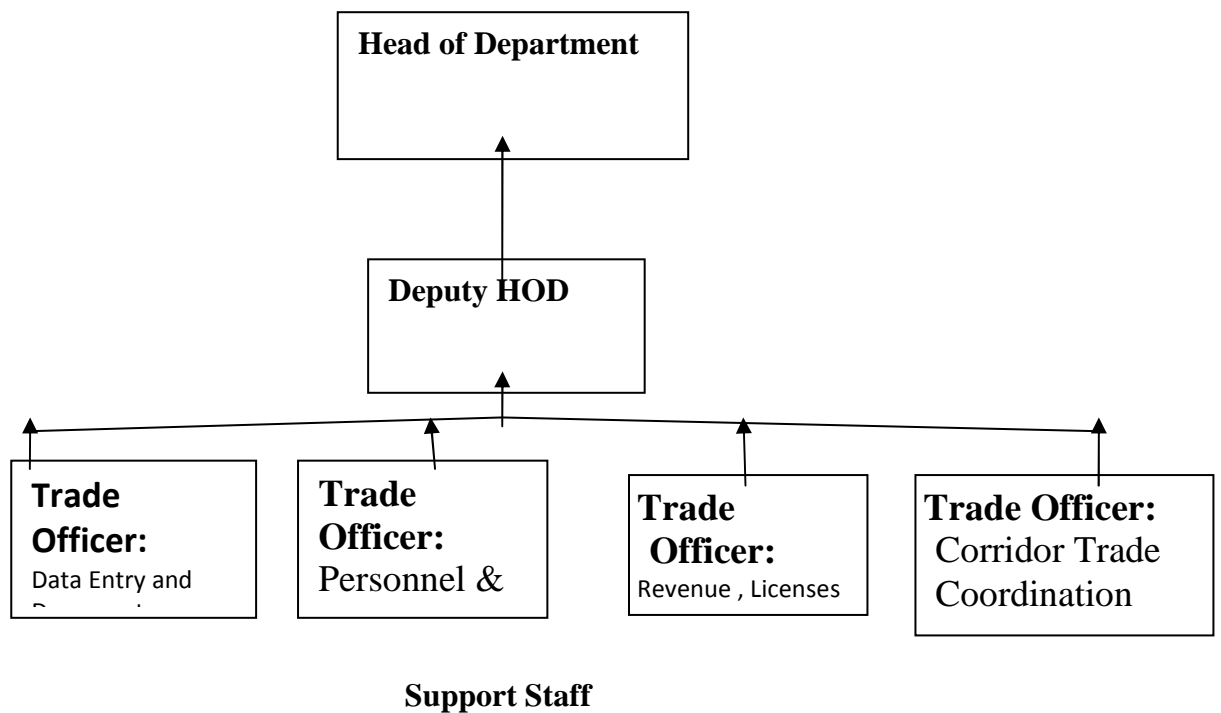 Head of Department
Deputy HOD
Trade
Officer:
Data Entry and
Trade
Officer:
Personnel &
Trade
Officer:
Revenue , Licenses
Trade Officer:
Corridor Trade
Coordination
Support Staff